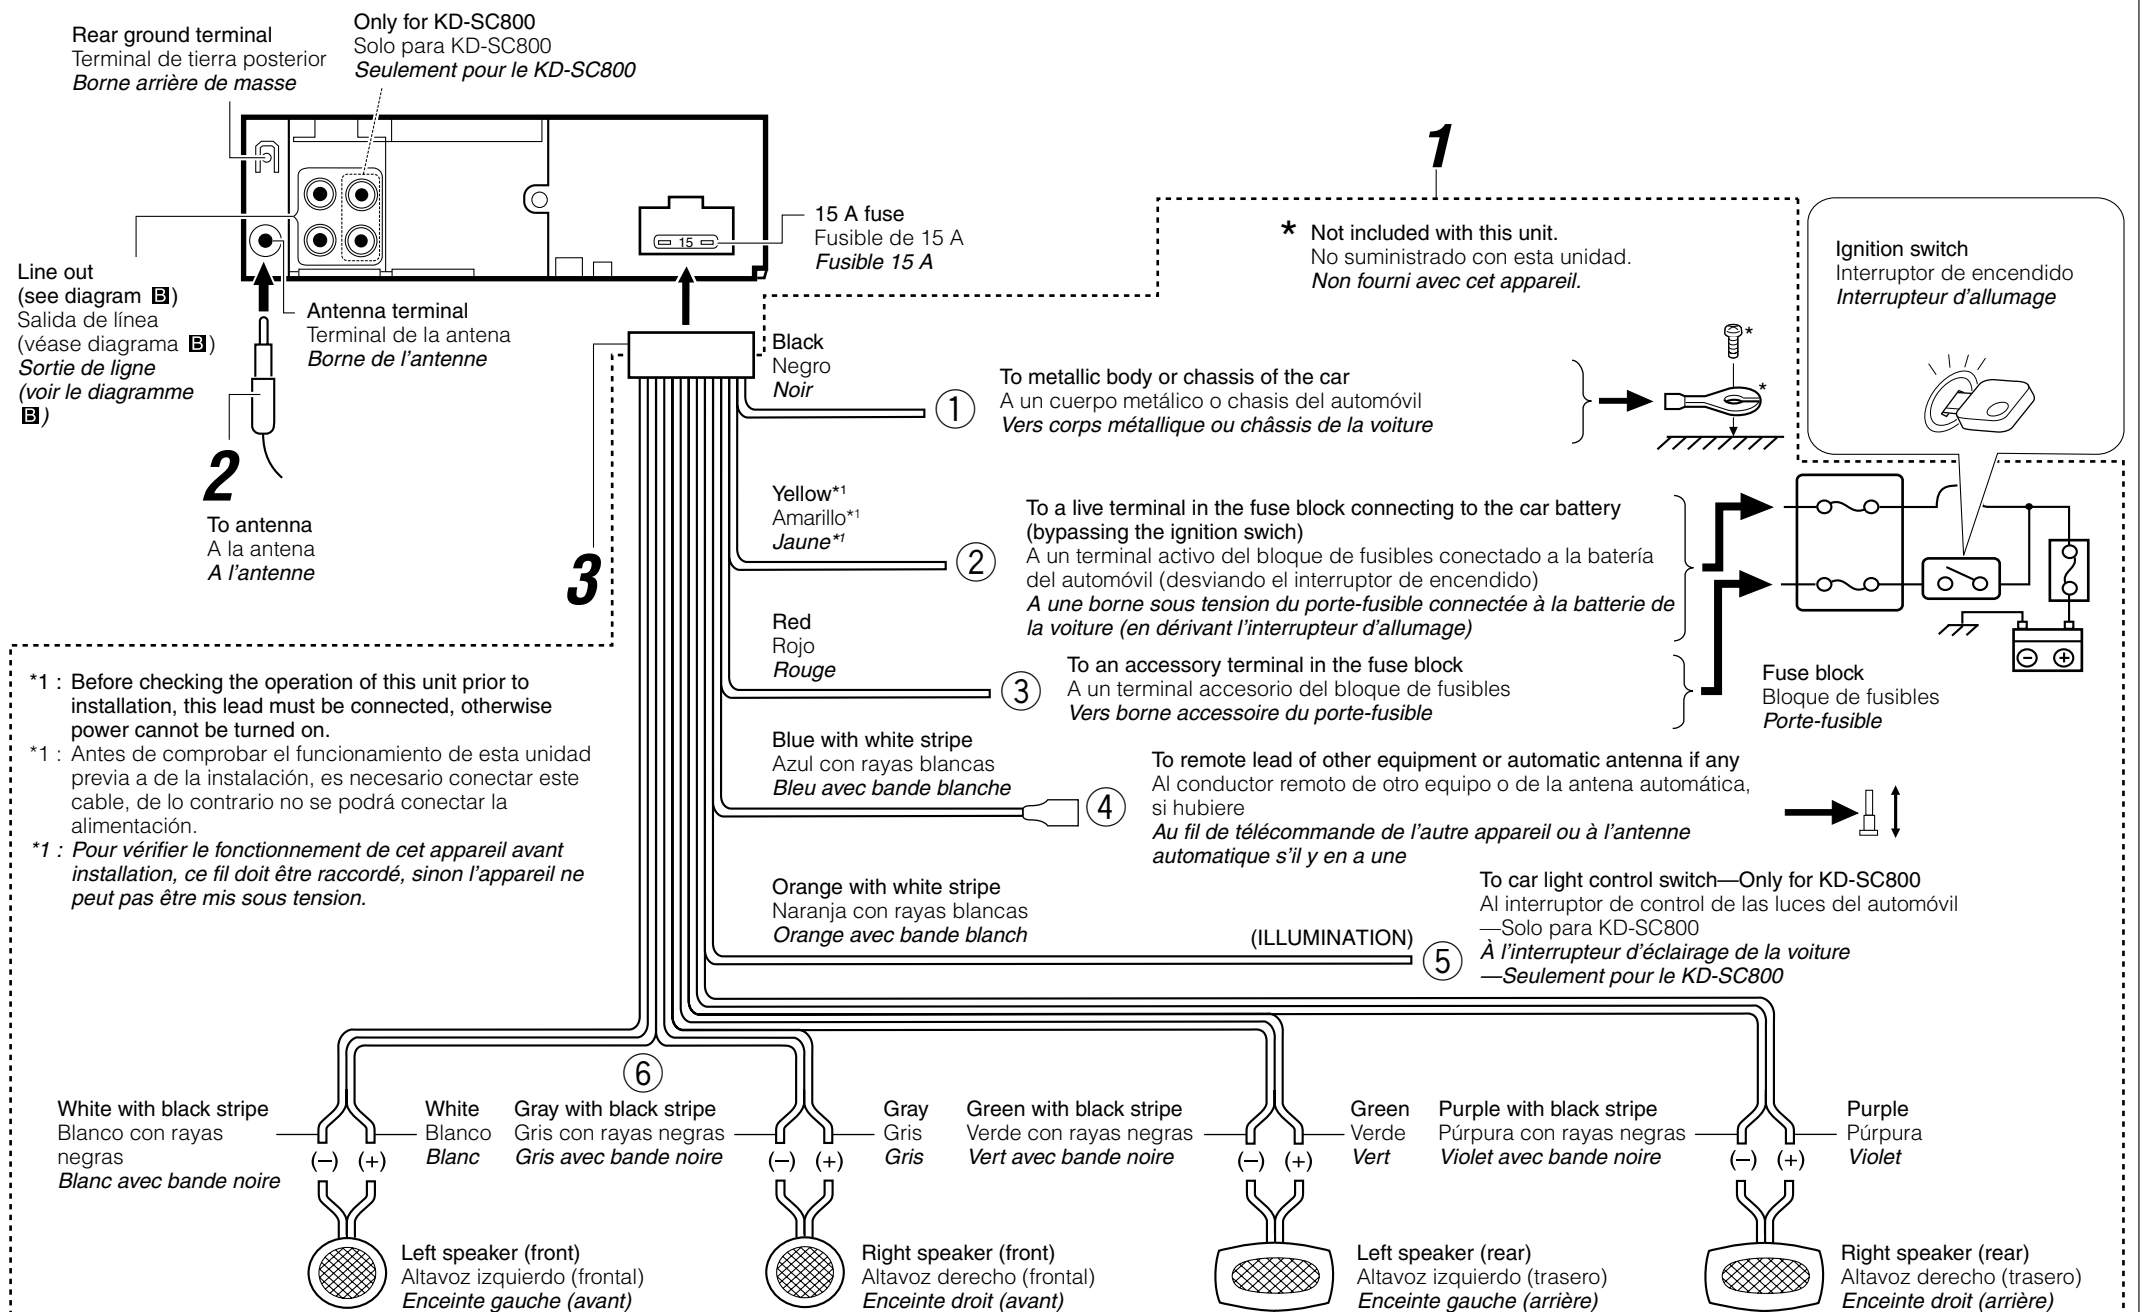 Rear ground terminal
Terminal de tierra posterior
Borne arrière de masse
Only for KD-SC800
Solo para KD-SC800
Seulement pour le KD-SC800
15
15 A fuse
Fusible de 15 A
Fusible 15 A
Line out
(see diagram B)
Salida de línea
(véase diagrama B)
Sortie de ligne
(voir le diagramme
B)
Antenna terminal
Terminal de la antena
Borne de l'antenne
2
To antenna
A la antena
A l'antenne
3
1
* Not included with this unit.
No suministrado con esta unidad.
Non fourni avec cet appareil.
Ignition switch
Interruptor de encendido
Interrupteur d'allumage
Black
Negro
Noir
①
To metallic body or chassis of the car
A un cuerpo metálico o chasis del automóvil
Vers corps métallique ou châssis de la voiture
*
*
Yellow*1
Amarillo*1
Jaune*1
②
To a live terminal in the fuse block connecting to the car battery
(bypassing the ignition swich)
A un terminal activo del bloque de fusibles conectado a la batería
del automóvil (desviando el interruptor de encendido)
A une borne sous tension du porte-fusible connectée à la batterie de
la voiture (en dérivant l'interrupteur d'allumage)
Red
Rojo
Rouge
③
To an accessory terminal in the fuse block
A un terminal accesorio del bloque de fusibles
Vers borne accessoire du porte-fusible
Fuse block
Bloque de fusibles
Porte-fusible
*1 : Before checking the operation of this unit prior to
installation, this lead must be connected, otherwise
power cannot be turned on.
*1 : Antes de comprobar el funcionamiento de esta unidad
previa a de la instalación, es necesario conectar este
cable, de lo contrario no se podrá conectar la
alimentación.
*1 : Pour vérifier le fonctionnement de cet appareil avant
installation, ce fil doit être raccordé, sinon l'appareil ne
peut pas être mis sous tension.
Blue with white stripe
Azul con rayas blancas
Bleu avec bande blanche
④
To remote lead of other equipment or automatic antenna if any
Al conductor remoto de otro equipo o de la antena automática,
si hubiere
Au fil de télécommande de l'autre appareil ou à l'antenne
automatique s'il y en a une
Orange with white stripe
Naranja con rayas blancas
Orange avec bande blanch
(ILLUMINATION)
⑤
To car light control switch—Only for KD-SC800
Al interruptor de control de las luces del automóvil
—Solo para KD-SC800
À l'interrupteur d'éclairage de la voiture
—Seulement pour le KD-SC800
⑥
White with black stripe
Blanco con rayas
negras
Blanc avec bande noire
(−) (+)
White
Blanco
Blanc
Gray with black stripe
Gris con rayas negras
Gris avec bande noire
(−) (+)
Gray
Gris
Gris
Green with black stripe
Verde con rayas negras
Vert avec bande noire
(−) (+)
Green
Verde
Vert
Purple with black stripe
Púrpura con rayas negras
Violet avec bande noire
(−) (+)
Purple
Púrpura
Violet
Left speaker (front)
Altavoz izquierdo (frontal)
Enceinte gauche (avant)
Right speaker (front)
Altavoz derecho (frontal)
Enceinte droit (avant)
Left speaker (rear)
Altavoz izquierdo (trasero)
Enceinte gauche (arrière)
Right speaker (rear)
Altavoz derecho (trasero)
Enceinte droit (arrière)